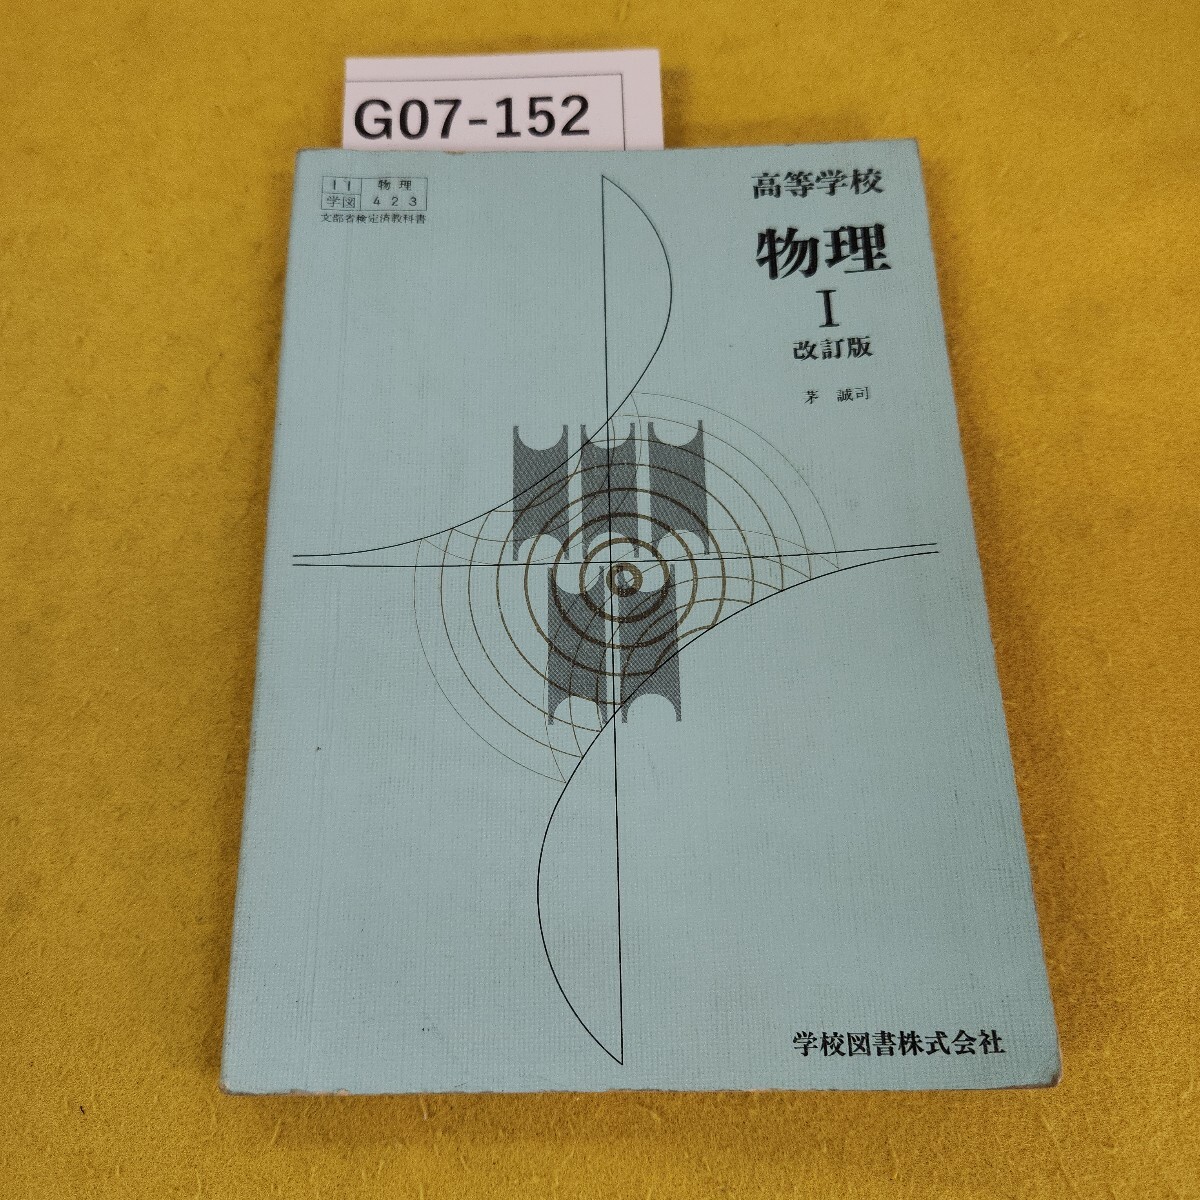 G07-152
11 物理
学図 423
文部省検定済教科書
高等学校
物理
I
改訂版
茅 誠司
学校図書株式会社